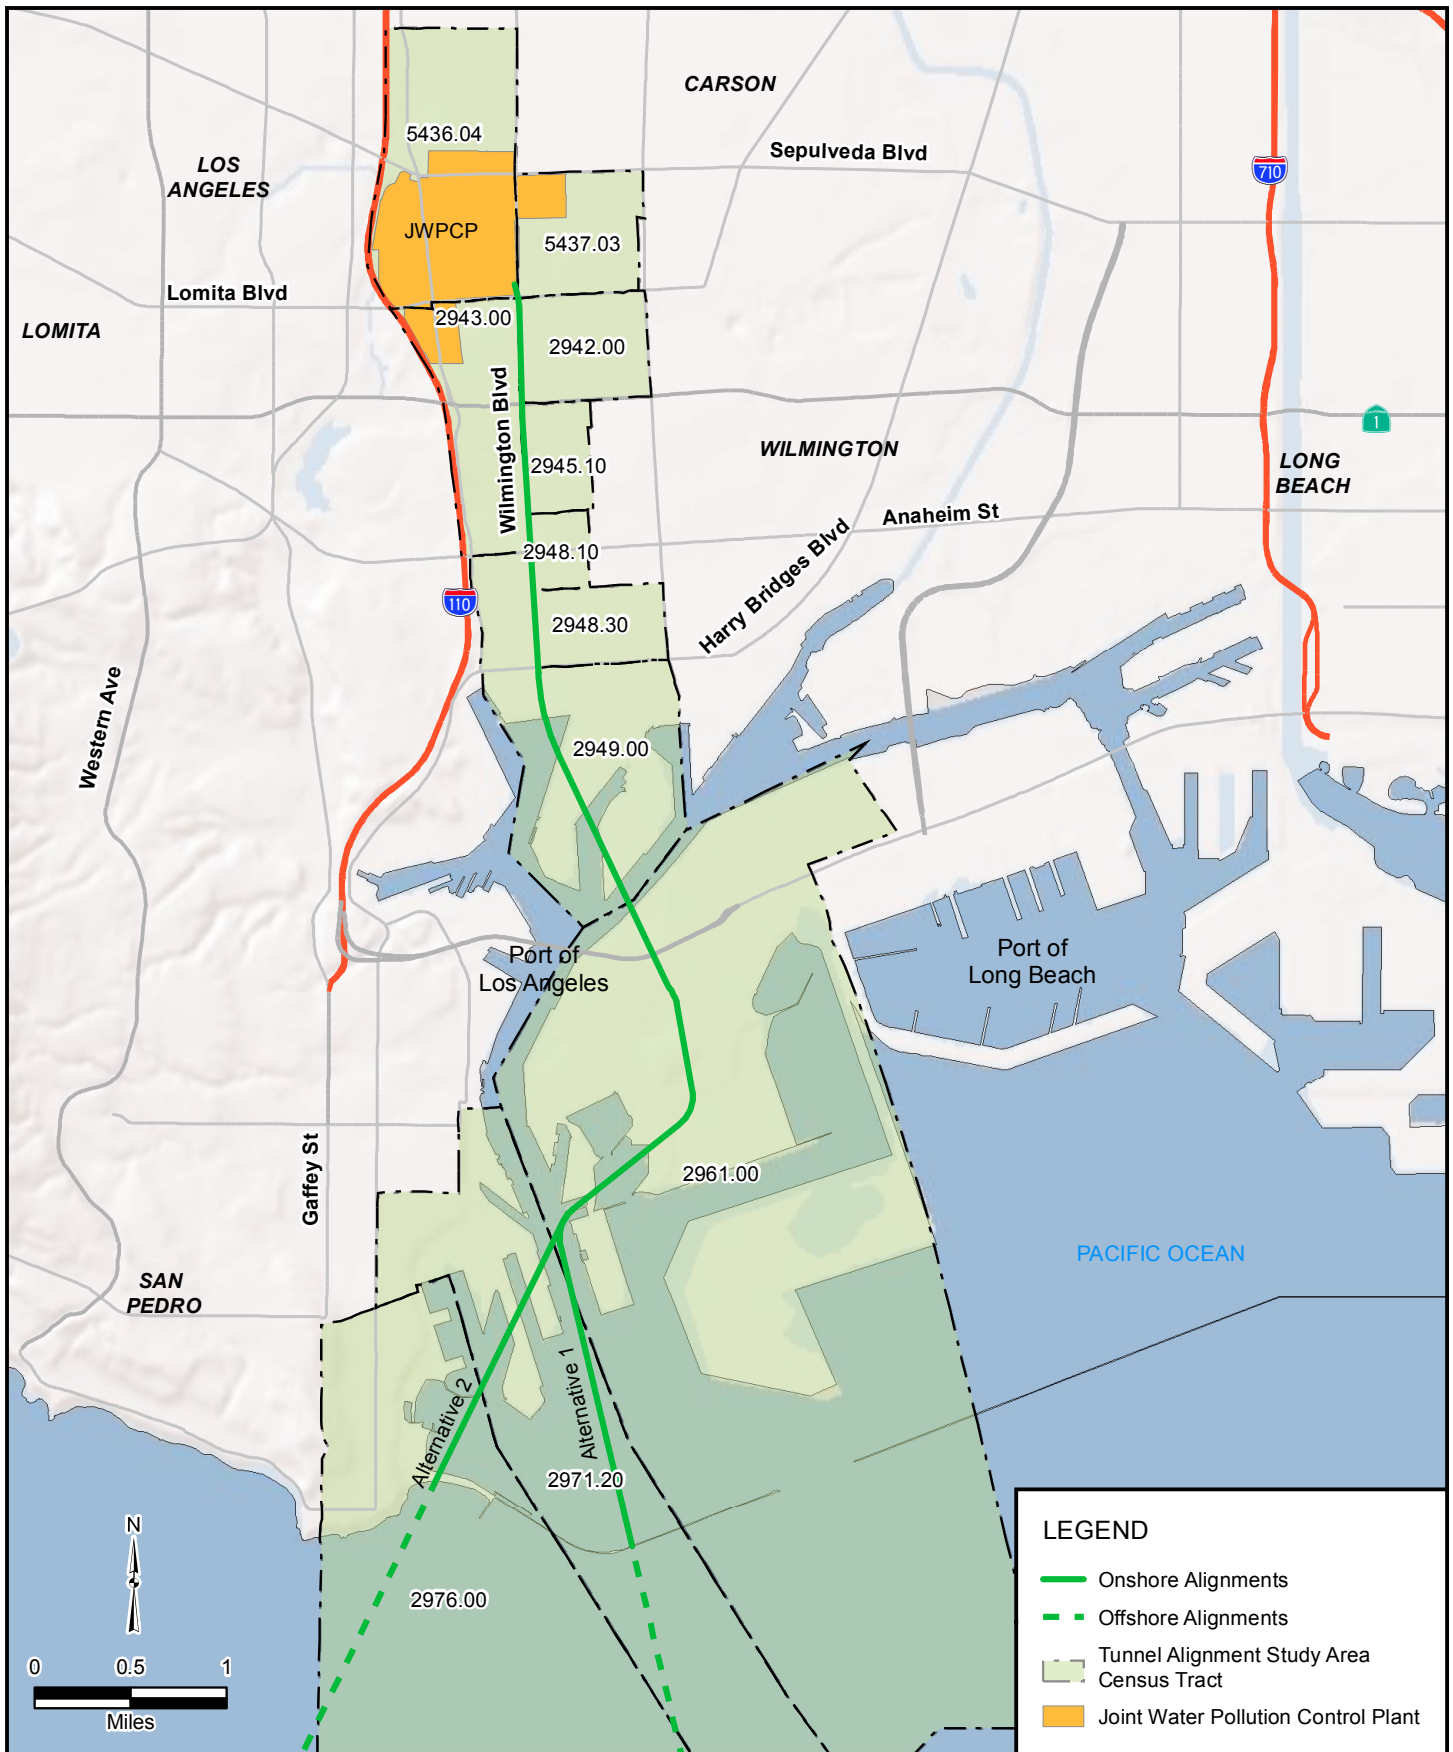 CARSON
5436.04
Sepulveda Blvd
LOS
ANGELES
710
JWPCP
5437.03
Lomita Blvd
2943.00
LOMITA
2942.00
Wilmington Blvd
1
WILMINGTON
2945.10
LONG
BEACH
Anaheim St
2948.10
Harry Bridges Blvd
110
2948.30
Western Ave
2949.00
Port of
Los Angeles
Port of
Long Beach
Gaffey St
2961.00
PACIFIC OCEAN
SAN
PEDRO
Alternative 1
Alternative 2
2971.20
2976.00
N
0 0.5 1
Miles
LEGEND
Onshore Alignments
Offshore Alignments
Tunnel Alignment Study Area
Census Tract
Joint Water Pollution Control Plant